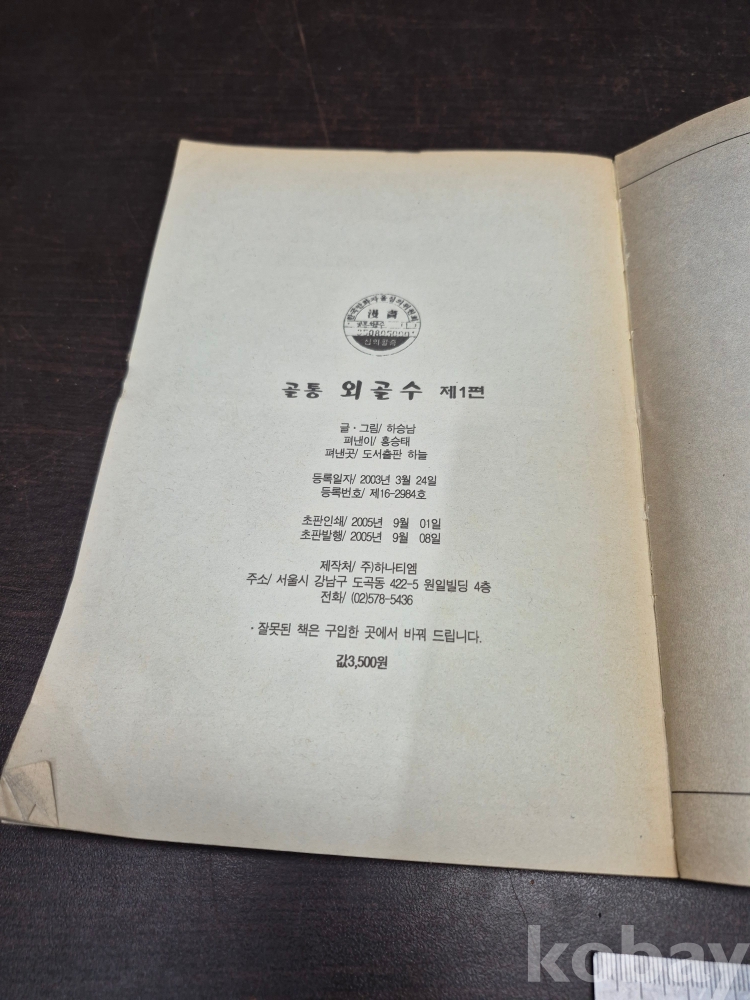 漫畵
심의필증
골통 외골수 제1편
글·그림/ 하승남
펴낸이/ 홍승태
펴낸곳/ 도서출판 하늘
등록일자/ 2003년 3월 24일
등록번호/ 제16-2984호
초판인쇄/ 2005년 9월 01일
초판발행/ 2005년 9월 08일
제작처/ 주)하나티엠
주소/ 서울시 강남구 도곡동 422-5 원일빌딩 4층
전화/ (02)578-5436
·잘못된 책은 구입한 곳에서 바꿔 드립니다.
값3,500원
kobay